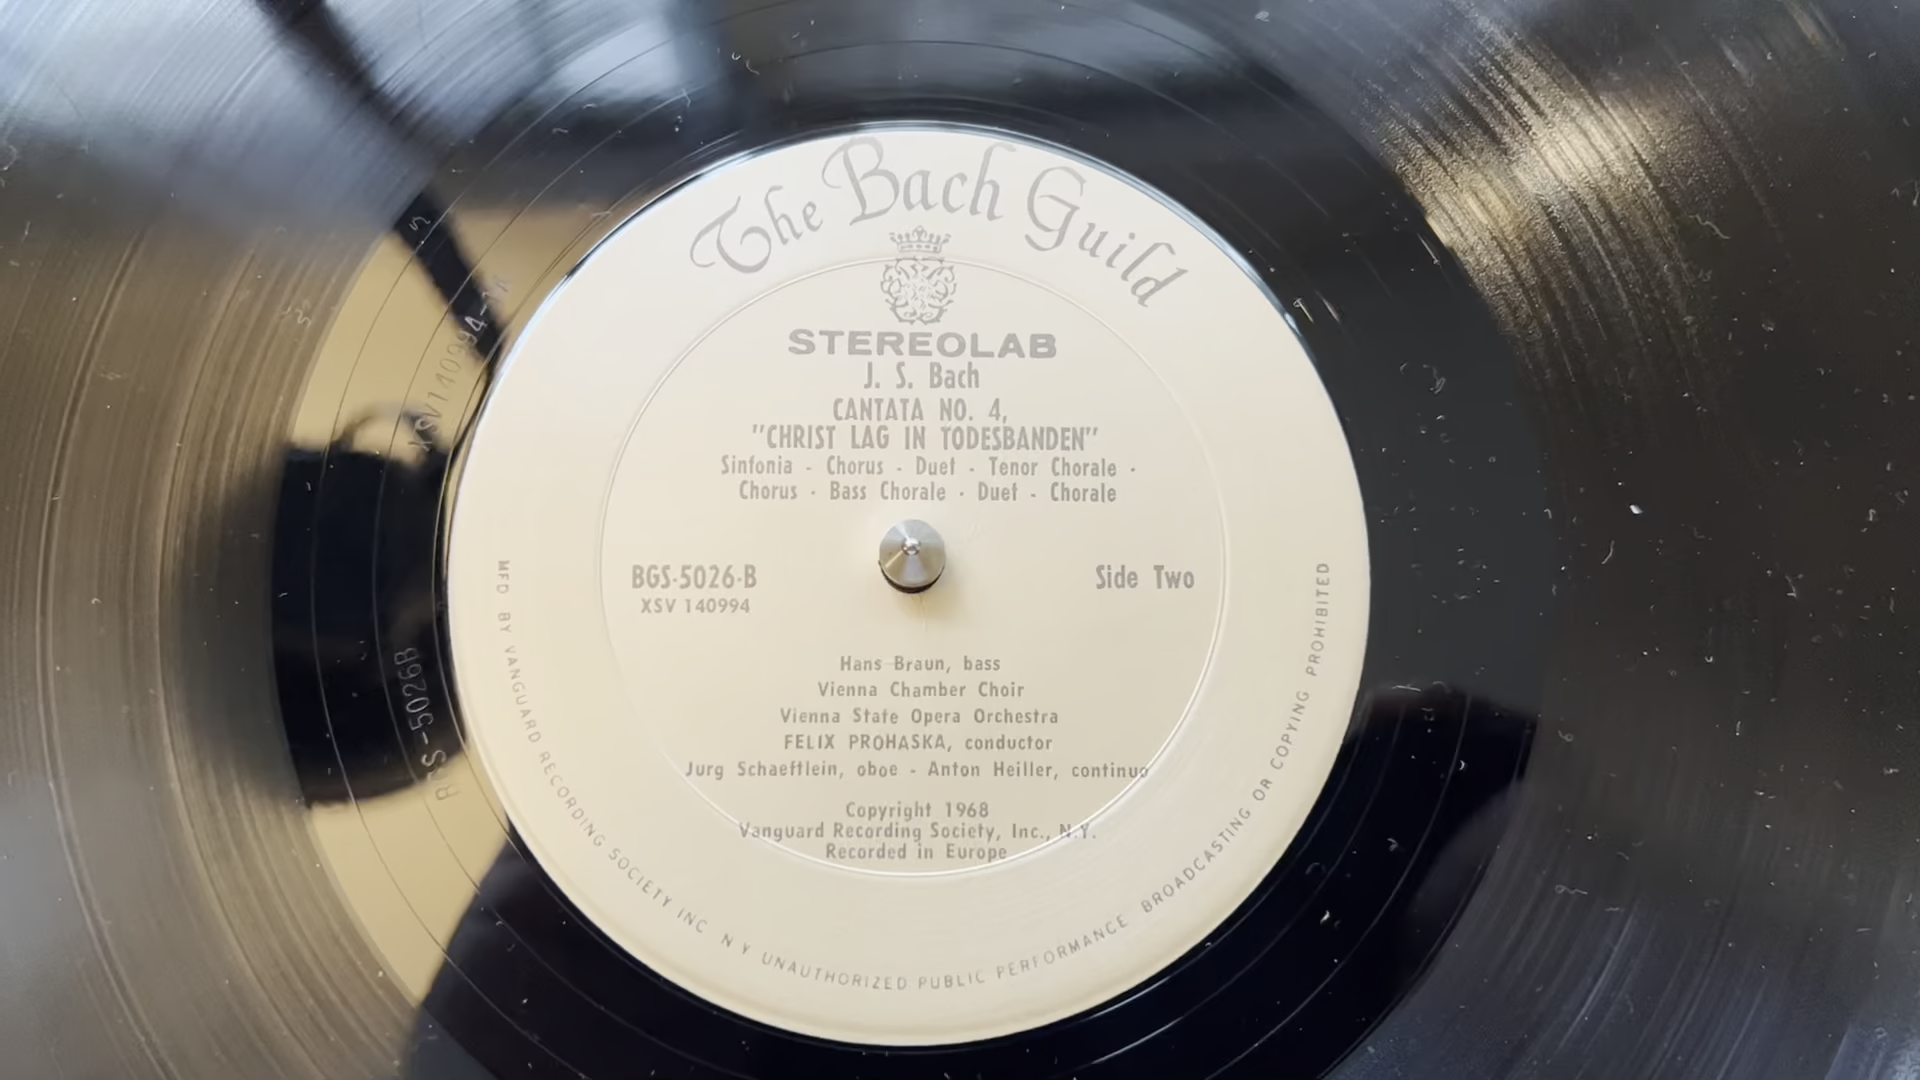 The Bach Guild
STEREOLAB
J. S. Bach
CANTATA NO. 4,
"CHRIST LAG IN TODESBANDEN"
Sinfonia - Chorus - Duet - Tenor Chorale -
Chorus - Bass Chorale - Duet - Chorale
BGS-5026-B
XSV 140994
Side Two
Hans Braun, bass
Vienna Chamber Choir
Vienna State Opera Orchestra
FELIX PROHASKA, conductor
Jurg Schaeftlein, oboe - Anton Heiller, continuo
Copyright 1968
Vanguard Recording Society, Inc., N.Y.
Recorded in Europe
MFD BY VANGUARD RECORDING SOCIETY INC N Y UNAUTHORIZED PUBLIC PERFORMANCE BROADCASTING OR COPYING PROHIBITED